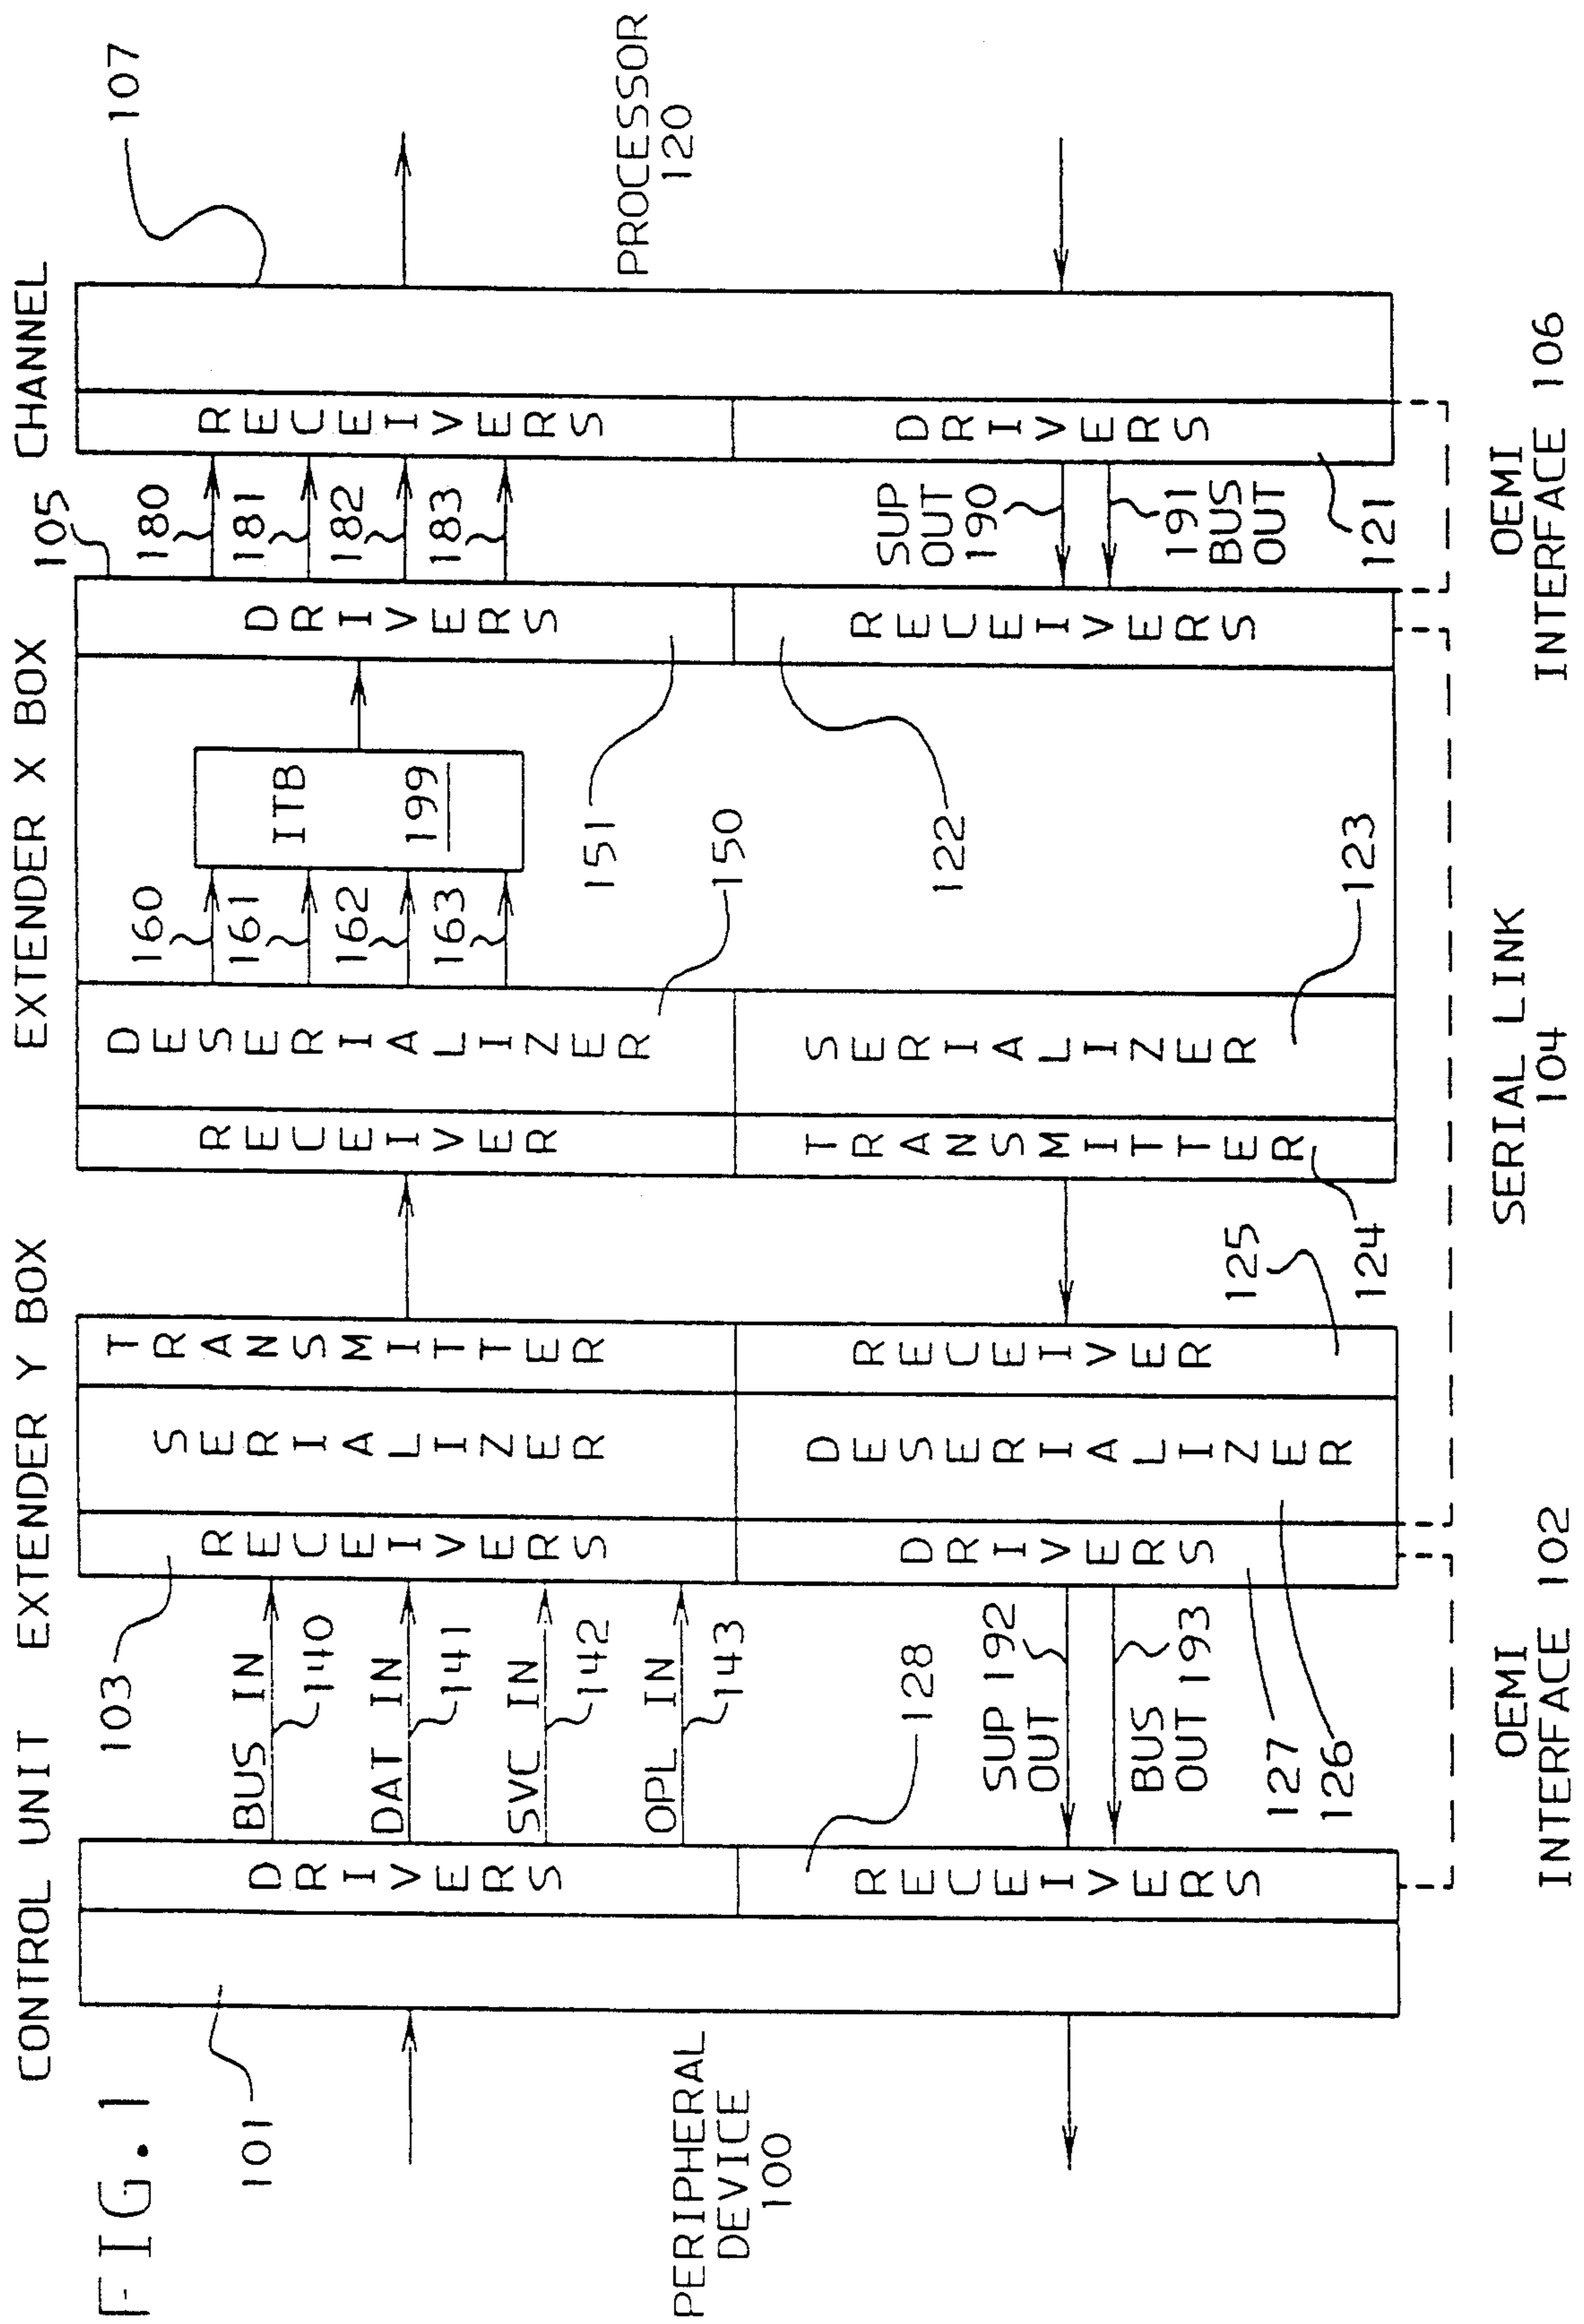 FIG. 1
CONTROL UNIT
EXTENDER Y BOX
EXTENDER X BOX
CHANNEL
101
103
105
107
PERIPHERAL
DEVICE
100
DRIVERS
RECEIVERS
128
BUS IN
140
DAT IN
141
SVC IN
142
OPL IN
143
SUP
OUT
192
BUS
OUT
193
127
126
RECEIVERS
DRIVERS
SERIALIZER
DESERIALIZER
TRANSMITTER
RECEIVER
125
124
RECEIVER
TRANSMITTER
DESERIALIZER
SERIALIZER
150
123
160
161
162
163
ITB
199
151
122
DRIVERS
RECEIVERS
180
181
182
183
SUP
OUT
190
191
BUS
OUT
121
RECEIVERS
DRIVERS
PROCESSOR
120
OEMI
INTERFACE 102
SERIAL LINK
104
OEMI
INTERFACE 106